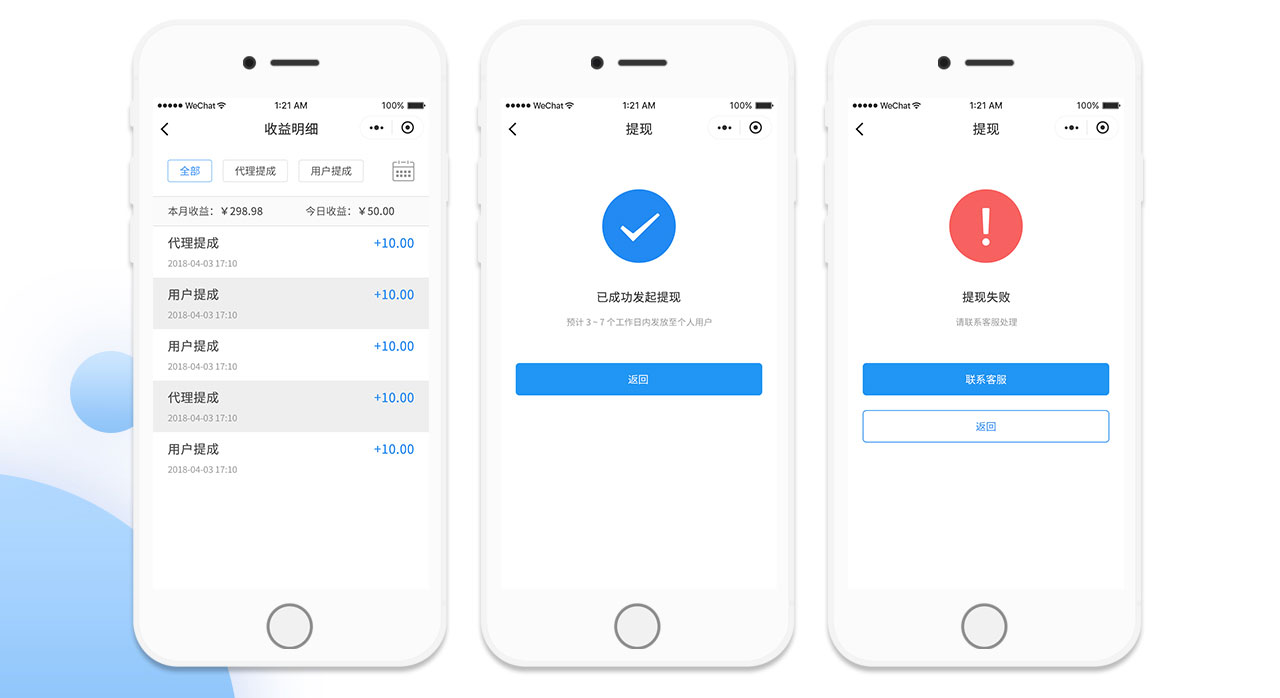 WeChat 1:21 AM 100%
收益明细
全部 代理提成 用户提成
本月收益：￥298.98 今日收益：￥50.00
代理提成 +10.00
2018-04-03 17:10
用户提成 +10.00
2018-04-03 17:10
用户提成 +10.00
2018-04-03 17:10
代理提成 +10.00
2018-04-03 17:10
用户提成 +10.00
2018-04-03 17:10
WeChat 1:21 AM 100%
提现
已成功发起提现
预计 3 ~ 7 个工作日内发放至个人用户
返回
WeChat 1:21 AM 100%
提现
提现失败
请联系客服处理
联系客服
返回